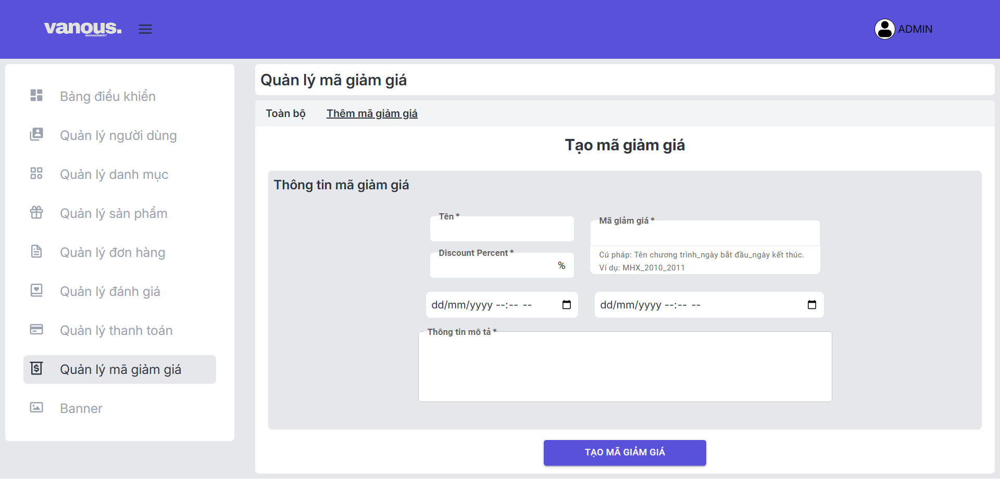 vanous.
MANAGEMENT
ADMIN
Bảng điều khiển
Quản lý người dùng
Quản lý danh mục
Quản lý sản phẩm
Quản lý đơn hàng
Quản lý đánh giá
Quản lý thanh toán
Quản lý mã giảm giá
Banner
Quản lý mã giảm giá
Toàn bộ
Thêm mã giảm giá
Tạo mã giảm giá
Thông tin mã giảm giá
Tên *
Mã giảm giá *
Discount Percent *
%
Cú pháp: Tên chương trình_ngày bắt đầu_ngày kết thúc.
Ví dụ: MHX_2010_2011
dd/mm/yyyy --:-- --
dd/mm/yyyy --:-- --
Thông tin mô tả *
TẠO MÃ GIẢM GIÁ